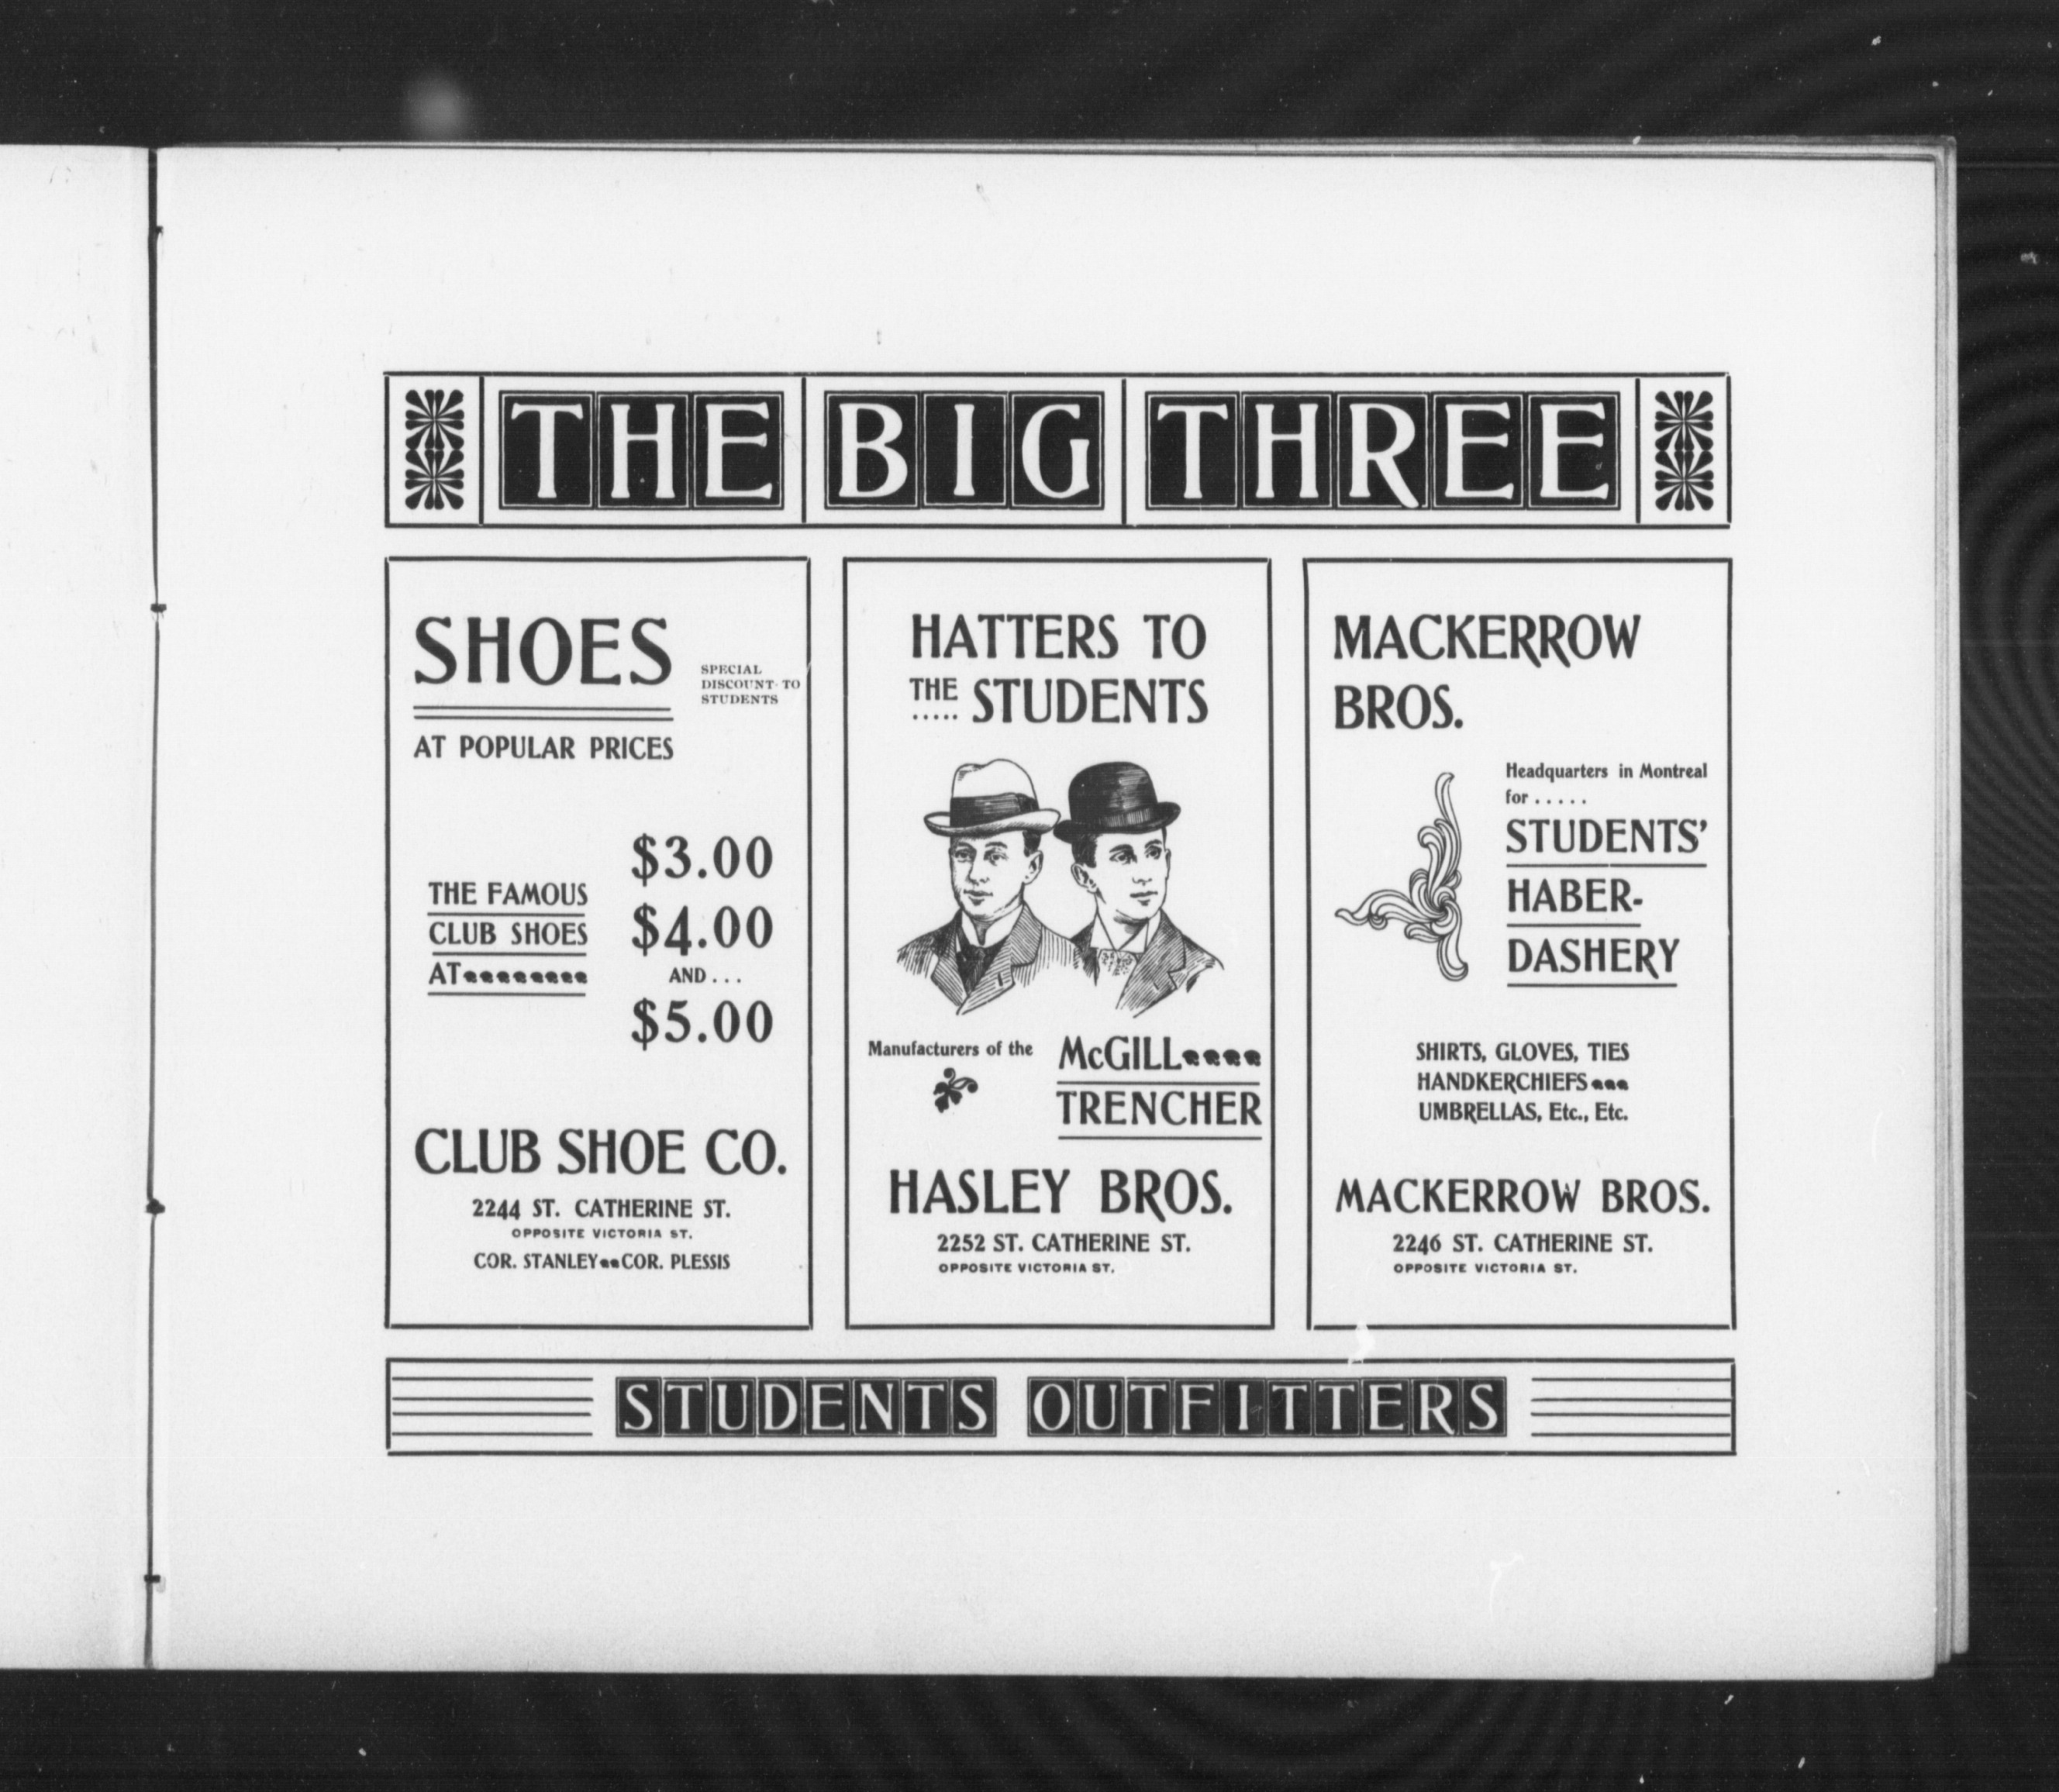 THE BIG THREE
SHOES
SPECIAL
DISCOUNT TO
STUDENTS
AT POPULAR PRICES
THE FAMOUS
CLUB SHOES
AT
$3.00
$4.00
AND . . .
$5.00
CLUB SHOE CO.
2244 ST. CATHERINE ST.
OPPOSITE VICTORIA ST.
COR. STANLEY COR. PLESSIS
HATTERS TO
THE STUDENTS
.....
Manufacturers of the
McGILL
TRENCHER
HASLEY BROS.
2252 ST. CATHERINE ST.
OPPOSITE VICTORIA ST.
MACKERROW
BROS.
Headquarters in Montreal
for . . . . .
STUDENTS'
HABER-
DASHERY
SHIRTS, GLOVES, TIES
HANDKERCHIEFS
UMBRELLAS, Etc., Etc.
MACKERROW BROS.
2246 ST. CATHERINE ST.
OPPOSITE VICTORIA ST.
STUDENTS OUTFITTERS